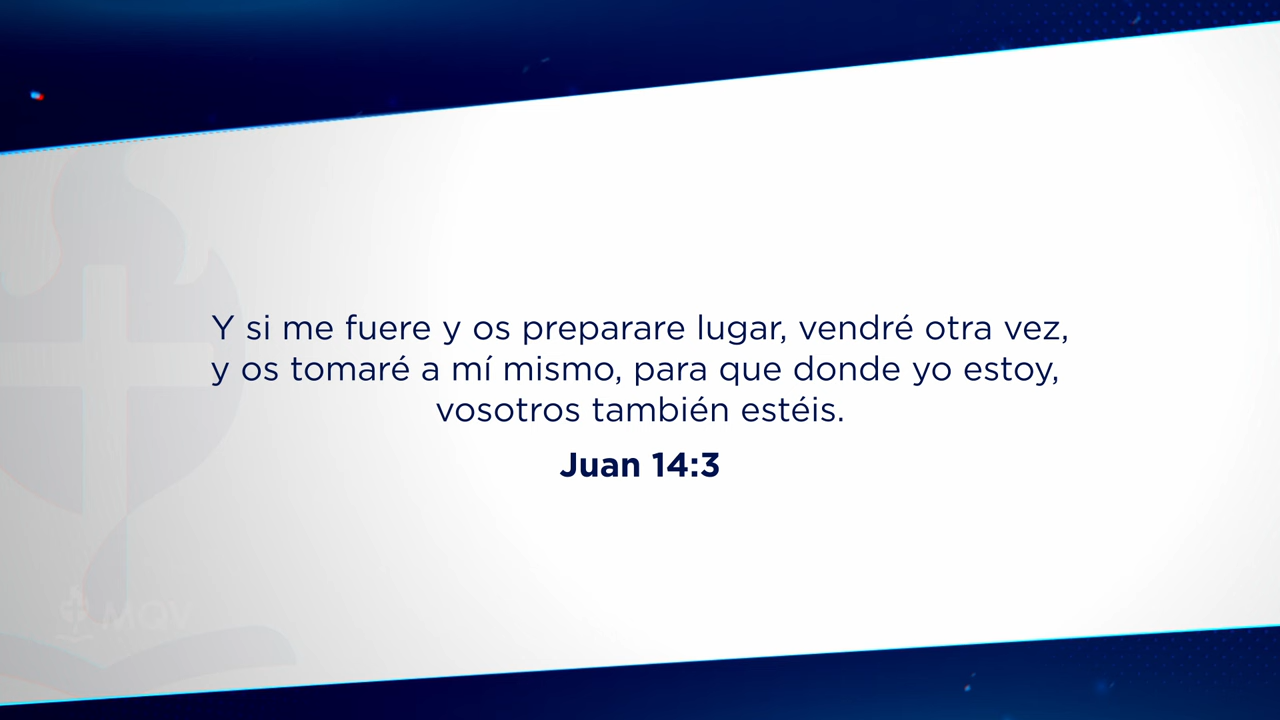 Y si me fuere y os preparare lugar, vendré otra vez,
y os tomaré a mí mismo, para que donde yo estoy,
vosotros también estéis.
Juan 14:3
MQV